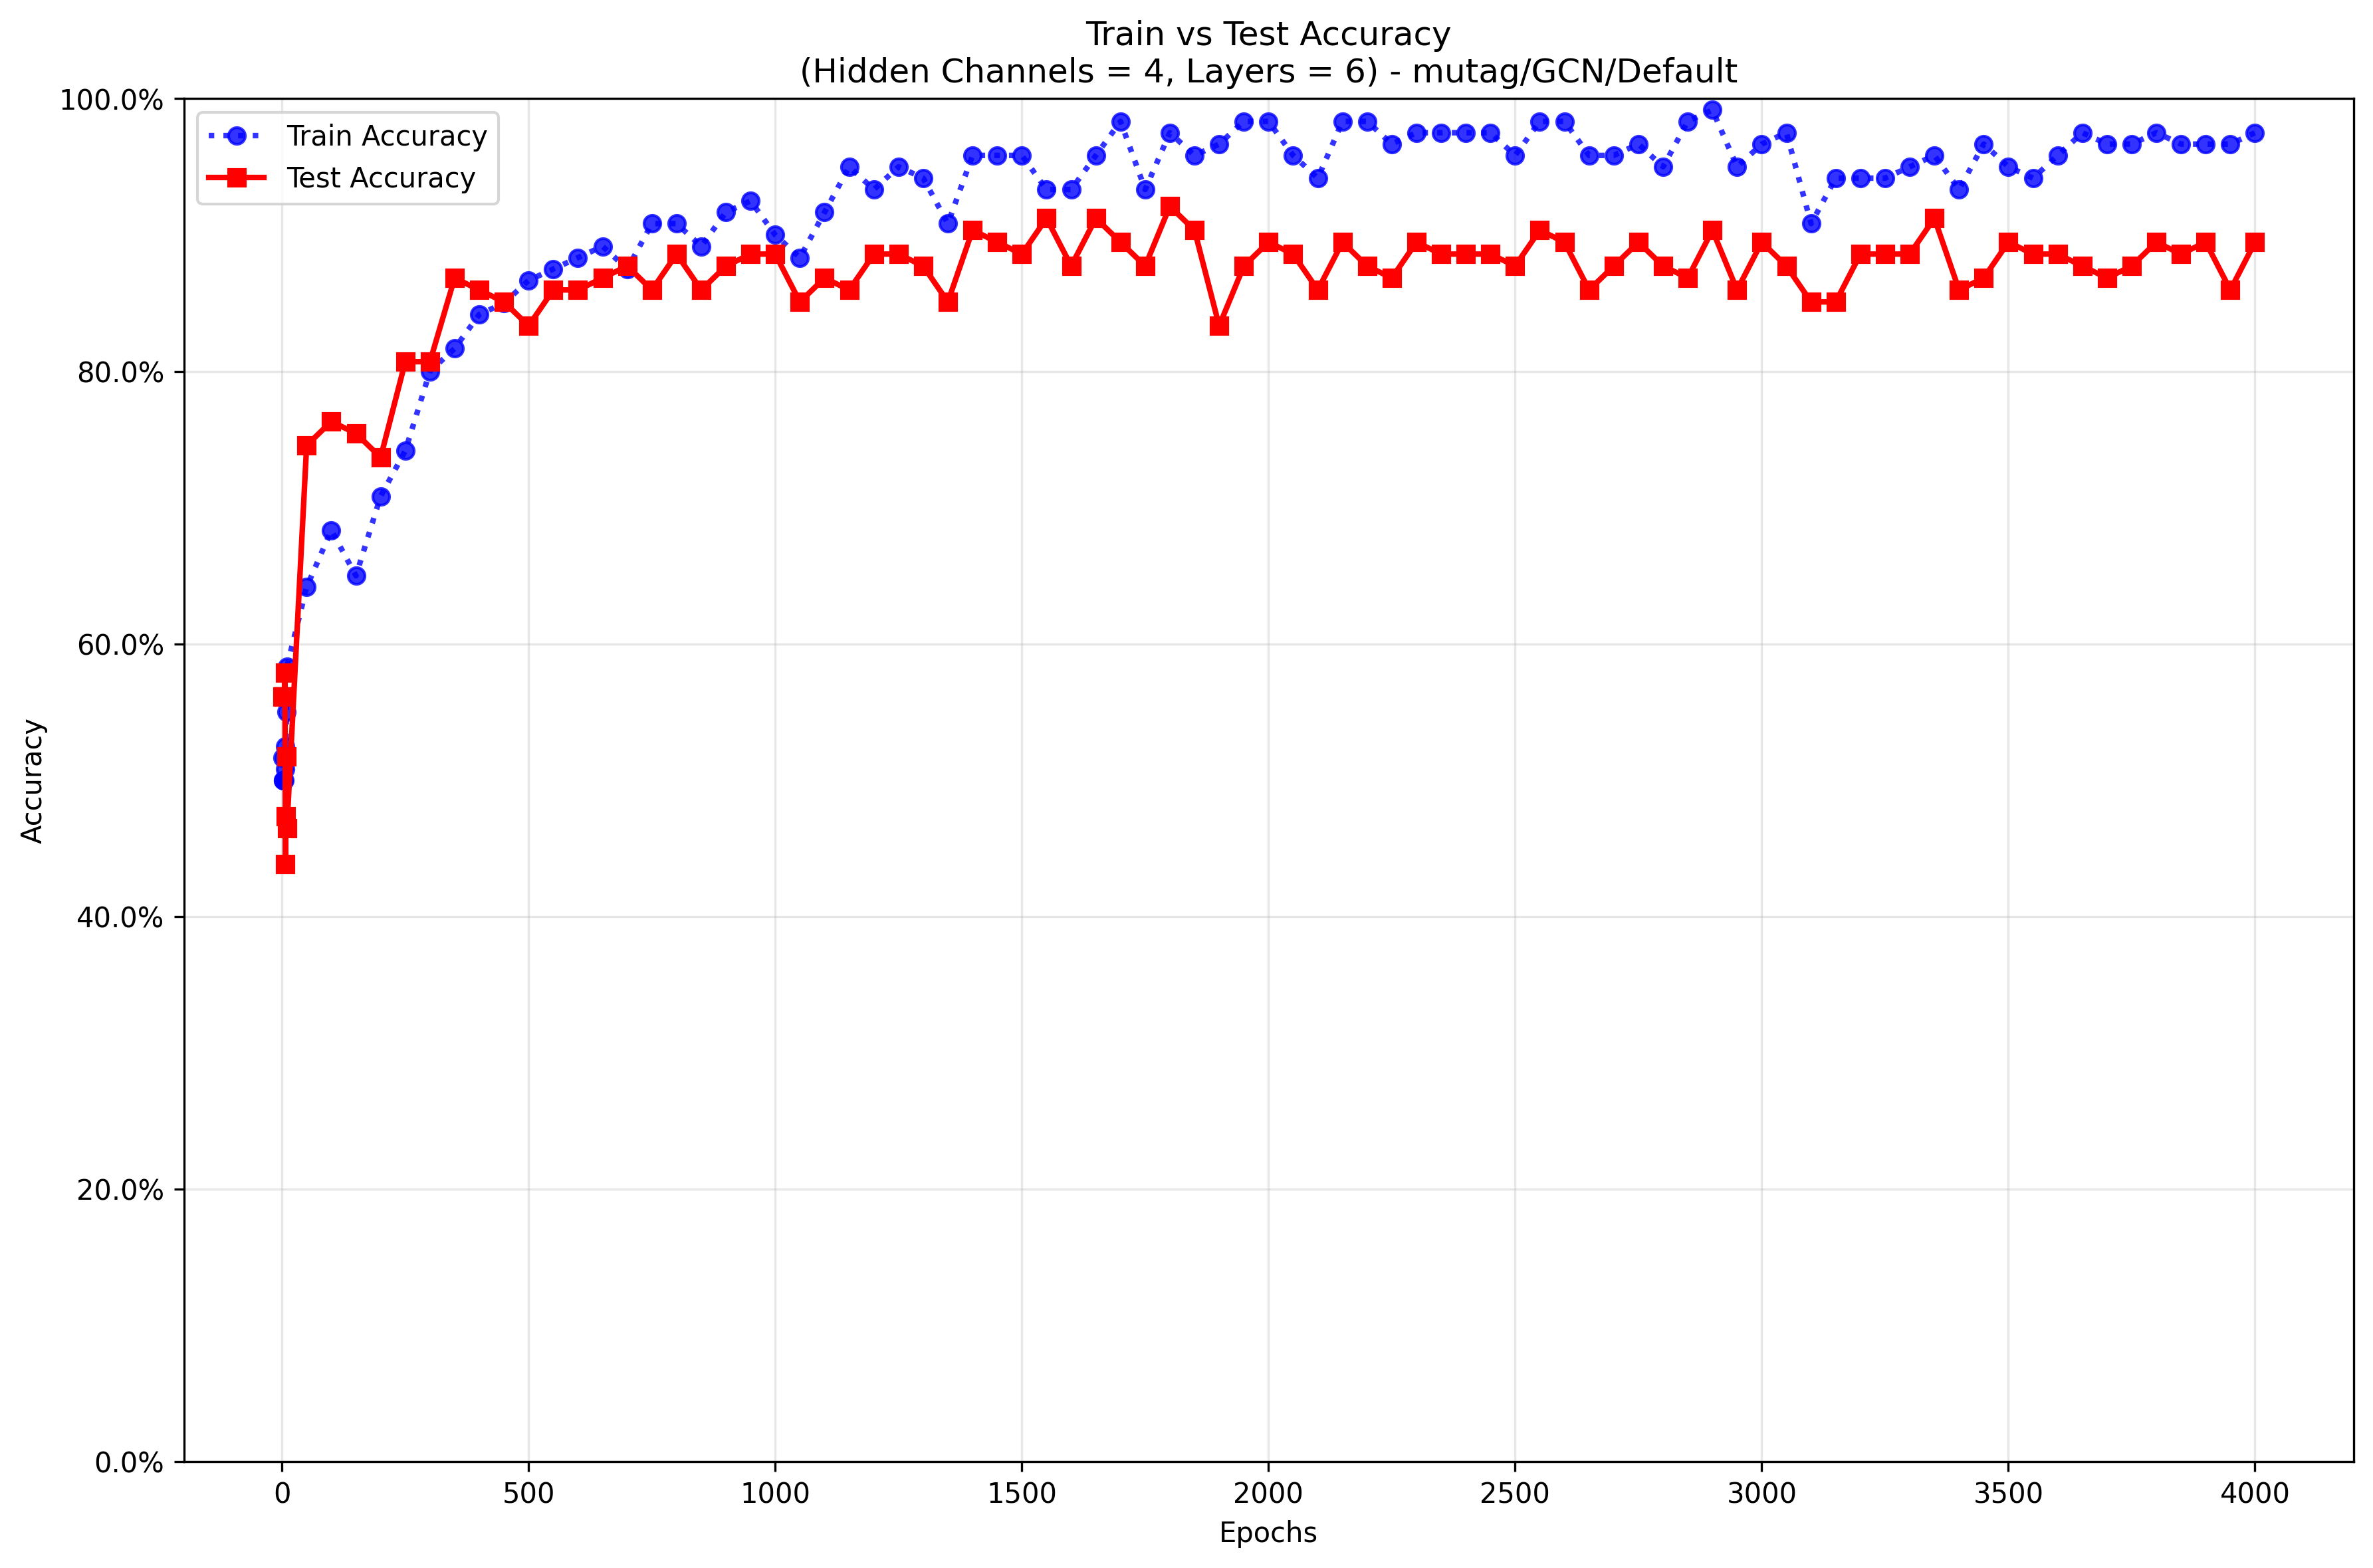 Train vs Test Accuracy
(Hidden Channels = 4, Layers = 6) - mutag/GCN/Default
100.0%
Train Accuracy
Test Accuracy
80.0%
60.0%
Accuracy
40.0%
20.0%
0.0%
0 500 1000 1500 2000 2500 3000 3500 4000
Epochs